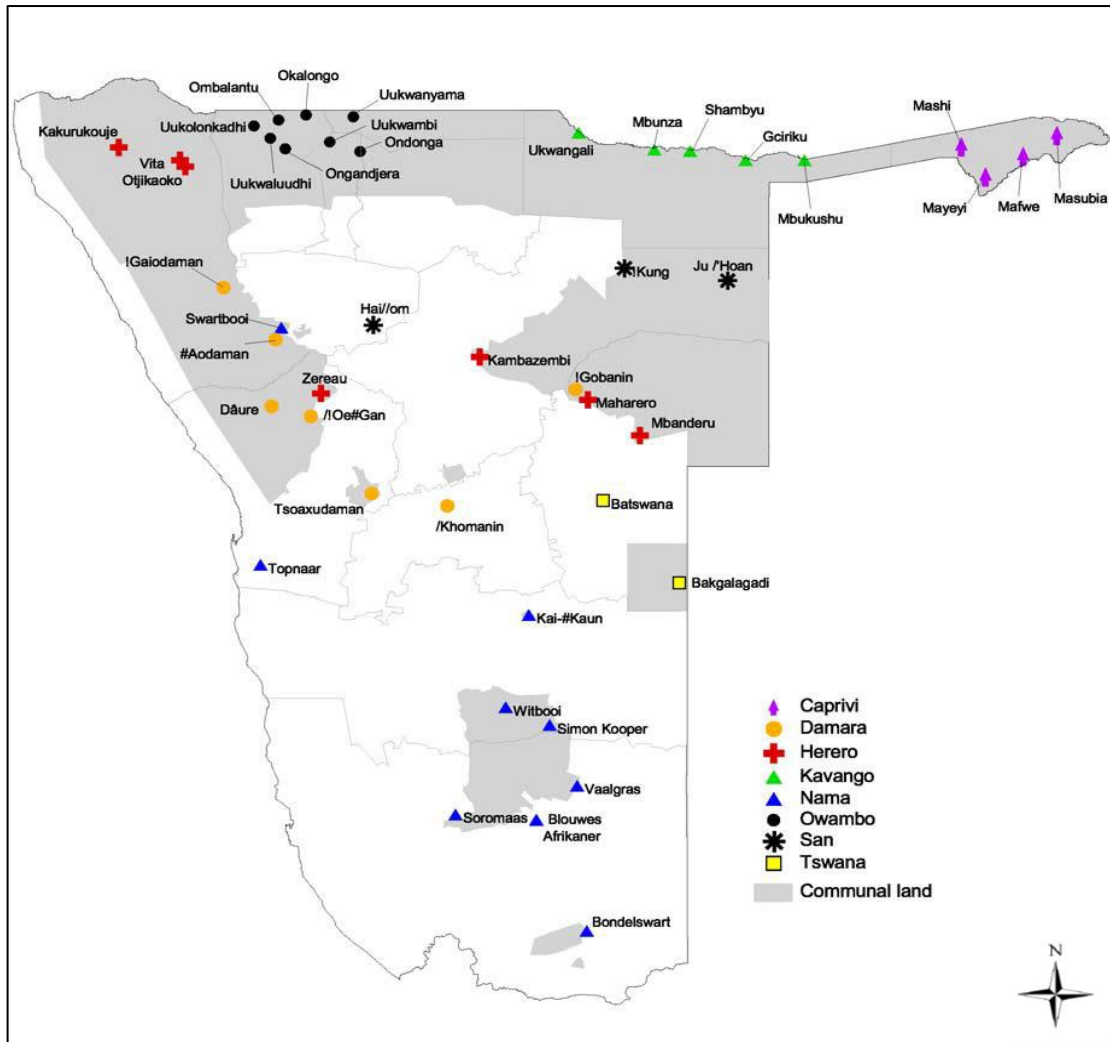 Okalongo
Ombalantu
Uukwanyama
Kakurukouje
Uukolonkadhi
Uukwambi
Ondonga
Vita
Otjikaoko
Uukwaluudhi
Ongandjera
Ukwangali
Mbunza
Shambyu
Gciriku
Mbukushu
Mashi
Mayeyi
Mafwe
Masubia
!Gaiodaman
!Kung
Ju /'Hoan
Swartbooi
Hai//om
#Aodaman
Kambazembi
Zereau
!Gobanin
Maharero
Dâure
/!Oe#Gan
Mbanderu
Tsoaxudaman
/Khomanin
Batswana
Topnaar
Bakgalagadi
Kai-#Kaun
Witbooi
Simon Kooper
Vaalgras
Soromaas
Blouwes
Afrikaner
Bondelswart
Caprivi
Damara
Herero
Kavango
Nama
Owambo
San
Tswana
Communal land
N